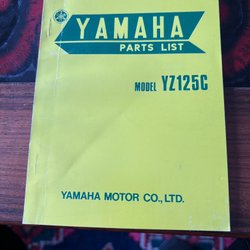 YAMAHA
PARTS LIST
MODEL YZ125C
YAMAHA MOTOR CO., LTD.